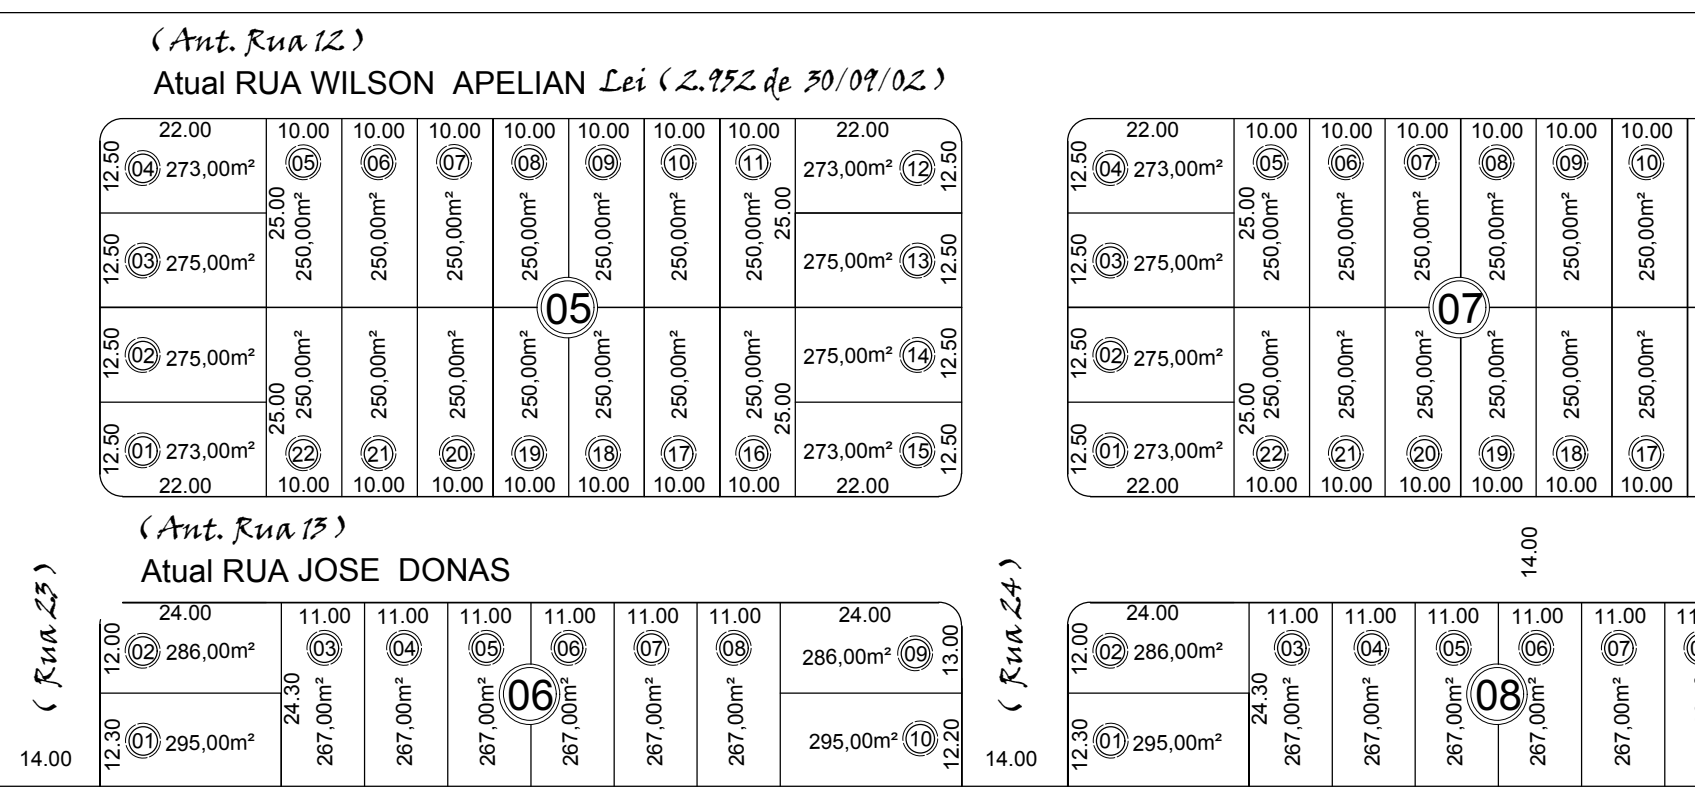 ( Ant. Rua 12 )
Atual RUA WILSON APELIAN Lei ( 2.952 de 30/09/02 )
22.00 10.00 10.00 10.00 10.00 10.00 10.00 10.00 22.00
12.50 04 273,00m² 05 06 07 08 09 10 11 273,00m² 12 12.50
25.00 250,00m² 250,00m² 250,00m² 250,00m² 250,00m² 250,00m² 250,00m² 25.00
12.50 03 275,00m² 275,00m² 13 12.50
05
12.50 02 275,00m² 275,00m² 14 12.50
25.00 250,00m² 250,00m² 250,00m² 250,00m² 250,00m² 250,00m² 250,00m² 25.00
12.50 01 273,00m² 22 21 20 19 18 17 16 273,00m² 15 12.50
22.00 10.00 10.00 10.00 10.00 10.00 10.00 10.00 22.00
22.00 10.00 10.00 10.00 10.00 10.00 10.00
12.50 04 273,00m² 05 06 07 08 09 10
25.00 250,00m² 250,00m² 250,00m² 250,00m² 250,00m² 250,00m²
12.50 03 275,00m²
07
12.50 02 275,00m²
25.00 250,00m² 250,00m² 250,00m² 250,00m² 250,00m² 250,00m²
12.50 01 273,00m² 22 21 20 19 18 17
22.00 10.00 10.00 10.00 10.00 10.00 10.00
( Ant. Rua 13 )
Atual RUA JOSE DONAS
14.00
( Rua 23 )
14.00
24.00 11.00 11.00 11.00 11.00 11.00 11.00 24.00
12.00 02 286,00m² 03 04 05 06 07 08 286,00m² 09 13.00
24.30 267,00m² 267,00m² 267,00m² 267,00m² 267,00m² 267,00m²
06
12.30 01 295,00m² 295,00m² 10 12.20
( Rua 24 )
14.00
24.00 11.00 11.00 11.00 11.00 11.00
12.00 02 286,00m² 03 04 05 06 07
24.30 267,00m² 267,00m² 267,00m² 267,00m² 267,00m²
08
12.30 01 295,00m²